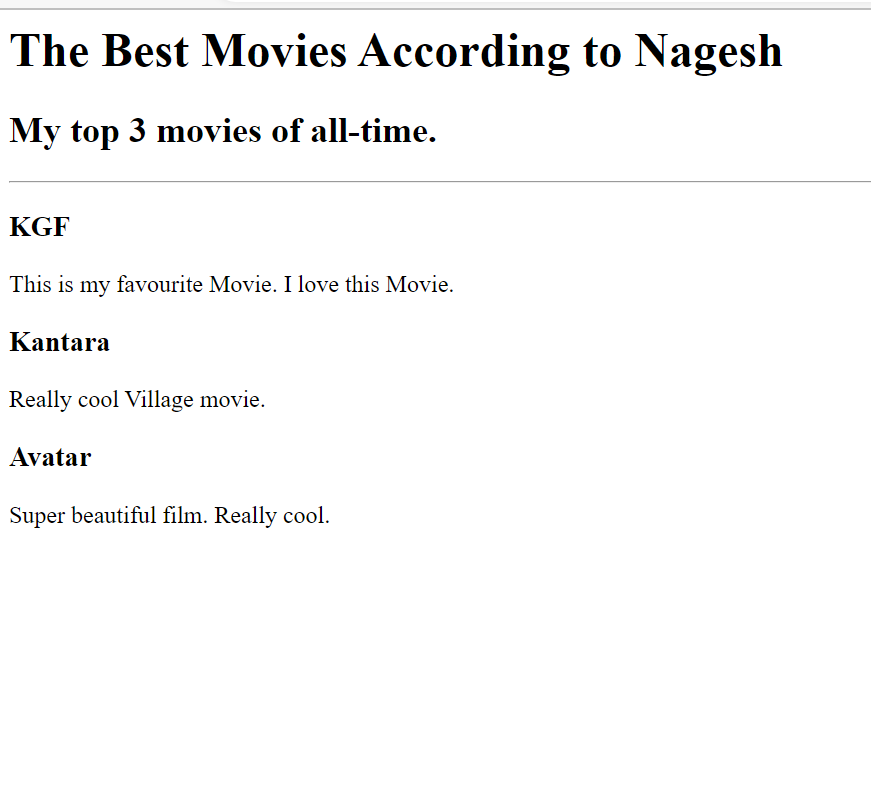 The Best Movies According to Nagesh
My top 3 movies of all-time.
KGF
This is my favourite Movie. I love this Movie.
Kantara
Really cool Village movie.
Avatar
Super beautiful film. Really cool.